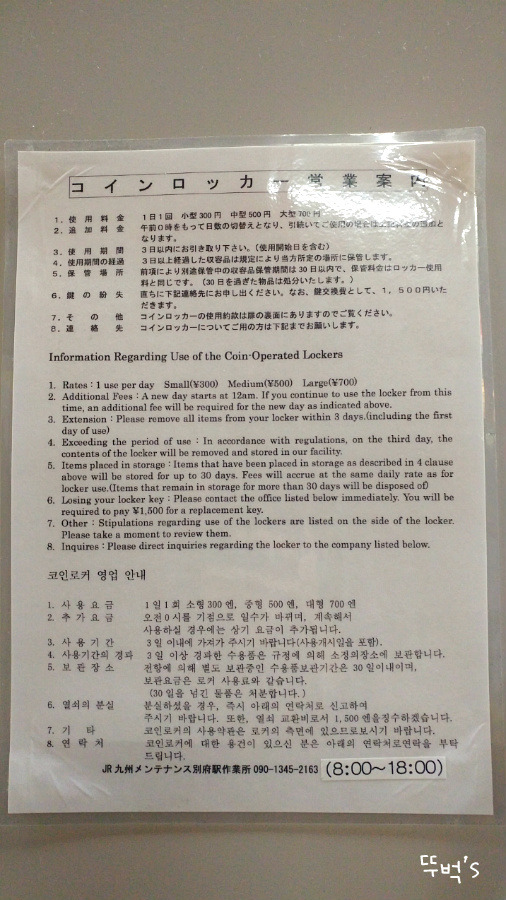 コインロッカー営業案内
1．使用料金 1日1回 小型300円 中型500円 大型700円
2．追加料金 午前0時をもって日数の切替えとなり、引続いてご使用の場合は上記料金の追加と
なります。
3．使用期間 3日以内にお引き取り下さい。（使用開始日を含む）
4．使用期間の経過 3日以上経過した収容品は規定により当方所定の場所に保管します。
5．保管場所 前項により別途保管中の収容品保管期間は30日以内で、保管料金はロッカー使用
料と同じです。（30日を過ぎた物品は処分いたします。）
6．鍵の紛失 直ちに下記連絡先にお申し出ください。なお、鍵交換費として、1，500円いた
だきます。
7．その他 コインロッカーの使用約款は扉の裏面にありますのでご覧ください。
8．連絡先 コインロッカーについてご用の方は下記までお願いします。
Information Regarding Use of the Coin-Operated Lockers
1. Rates : 1 use per day Small(¥300) Medium(¥500) Large(¥700)
2. Additional Fees : A new day starts at 12am. If you continue to use the locker from this
time, an additional fee will be required for the new day as indicated above.
3. Extension : Please remove all items from your locker within 3 days.(including the first
day of use)
4. Exceeding the period of use : In accordance with regulations, on the third day, the
contents of the locker will be removed and stored in our facility.
5. Items placed in storage : Items that have been placed in storage as described in 4 clause
above will be stored for up to 30 days. Fees will accrue at the same daily rate as for
locker use.(Items that remain in storage for more than 30 days will be disposed of)
6. Losing your locker key : Please contact the office listed below immediately. You will be
required to pay ¥1,500 for a replacement key.
7. Other : Stipulations regarding use of the lockers are listed on the side of the locker.
Please take a moment to review them.
8. Inquires : Please direct inquiries regarding the locker to the company listed below.
코인로커 영업 안내
1. 사용요금 1일1회 소형 300엔, 중형 500엔, 대형 700엔
2. 추가요금 오전0시를 기점으로 일수가 바뀌며, 계속해서
사용하실 경우에는 상기 요금이 추가됩니다.
3. 사용기간 3일 이내에 가져가 주시기 바랍니다(사용개시일을 포함).
4. 사용기간의 경과 3일 이상 경과한 수용품은 규정에 의해 소정의장소에 보관합니다.
5. 보관장소 전항에 의해 별도 보관중인 수용품보관기간은 30일이내이며,
보관요금은 로커 사용료와 같습니다.
(30일을 넘긴 물품은 처분합니다.)
6. 열쇠의 분실 분실하셨을 경우, 즉시 아래의 연락처로 신고하여
주시기 바랍니다. 또한, 열쇠 교환비로서 1,500엔을징수하겠습니다.
7. 기타 코인로커의 사용약관은 로커의 측면에 있으므로보시기 바랍니다.
8. 연락처 코인로커에 대한 용건이 있으신 분은 아래의 연락처로연락을 부탁
드립니다.
JR九州メンテナンス別府駅作業所 090-1345-2163 (8:00～18:00)
뚜벅's